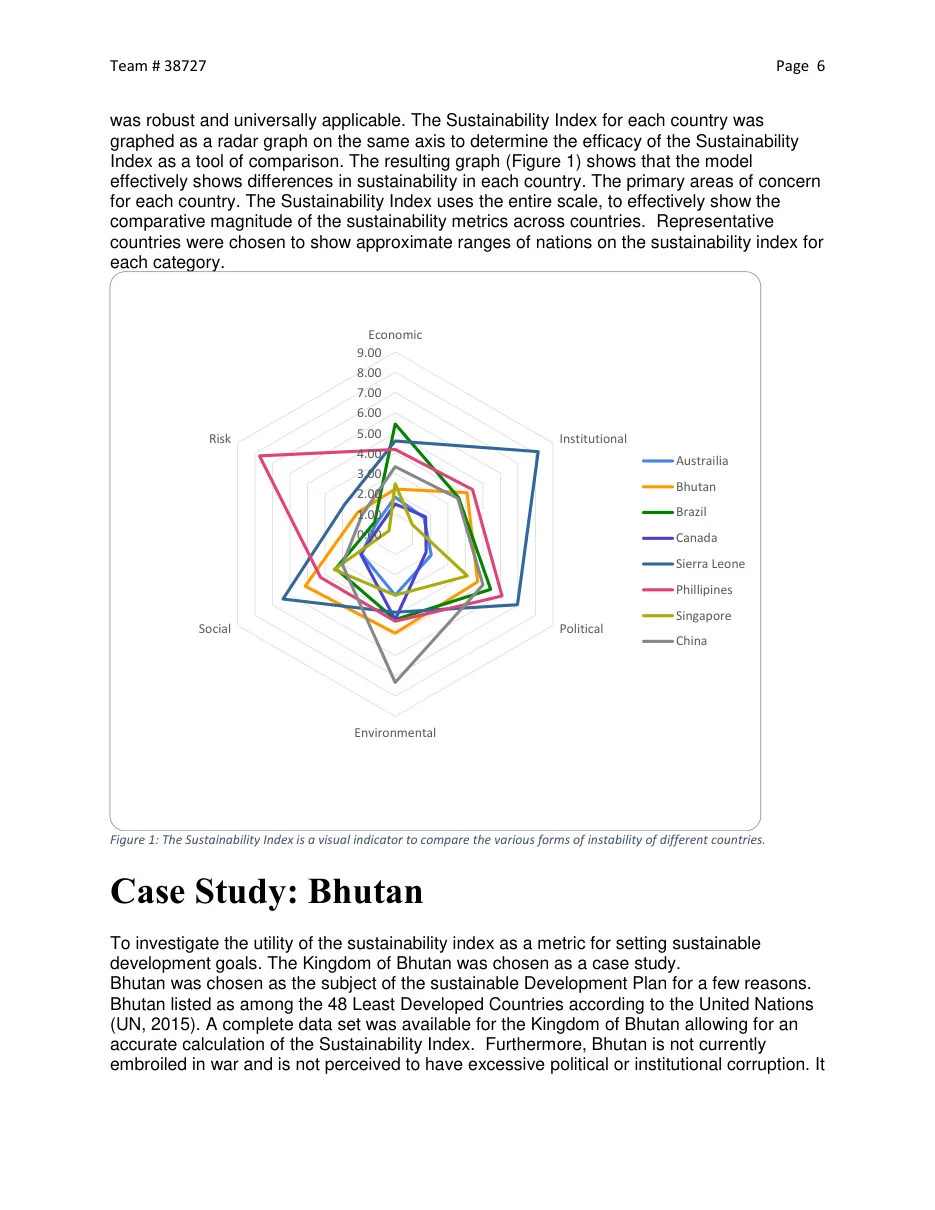 Team # 38727 Page 6
was robust and universally applicable. The Sustainability Index for each country was
graphed as a radar graph on the same axis to determine the efficacy of the Sustainability
Index as a tool of comparison. The resulting graph (Figure 1) shows that the model
effectively shows differences in sustainability in each country. The primary areas of concern
for each country. The Sustainability Index uses the entire scale, to effectively show the
comparative magnitude of the sustainability metrics across countries.  Representative
countries were chosen to show approximate ranges of nations on the sustainability index for
each category.
Economic
9.00
8.00
7.00
6.00
5.00
4.00
3.00
2.00
1.00
0.00
Institutional
Political
Environmental
Social
Risk
Austrailia
Bhutan
Brazil
Canada
Sierra Leone
Phillipines
Singapore
China
Figure 1: The Sustainability Index is a visual indicator to compare the various forms of instability of different countries.
Case Study: Bhutan
To investigate the utility of the sustainability index as a metric for setting sustainable
development goals. The Kingdom of Bhutan was chosen as a case study.
Bhutan was chosen as the subject of the sustainable Development Plan for a few reasons.
Bhutan listed as among the 48 Least Developed Countries according to the United Nations
(UN, 2015). A complete data set was available for the Kingdom of Bhutan allowing for an
accurate calculation of the Sustainability Index.  Furthermore, Bhutan is not currently
embroiled in war and is not perceived to have excessive political or institutional corruption. It